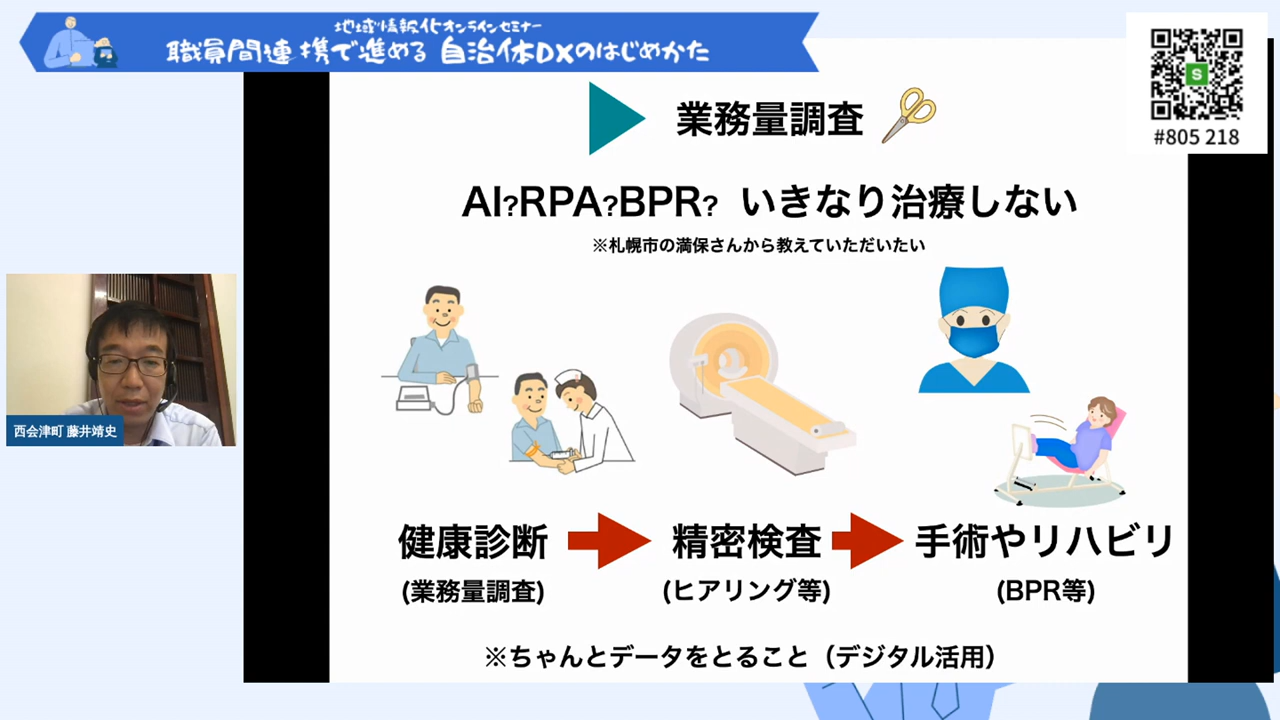 地域情報化オンラインセミナー
職員間連携で進める 自治体DXのはじめかた
S
#805 218
業務量調査
AI?RPA?BPR? いきなり治療しない
※札幌市の満保さんから教えていただいたい
西会津町 藤井靖史
健康診断
精密検査
手術やリハビリ
(業務量調査)
(ヒアリング等)
(BPR等)
※ちゃんとデータをとること（デジタル活用）